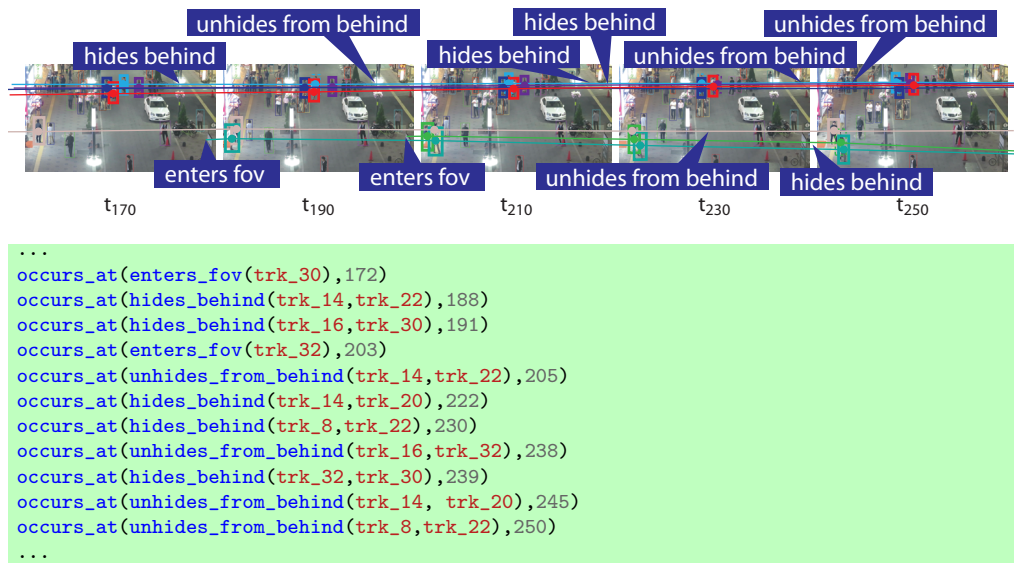 unhides from behind
hides behind
unhides from behind
hides behind
hides behind
unhides from behind
enters fov
enters fov
unhides from behind
hides behind
t170
t190
t210
t230
t250
...
occurs_at(enters_fov(trk_30),172)
occurs_at(hides_behind(trk_14,trk_22),188)
occurs_at(hides_behind(trk_16,trk_30),191)
occurs_at(enters_fov(trk_32),203)
occurs_at(unhides_from_behind(trk_14,trk_22),205)
occurs_at(hides_behind(trk_14,trk_20),222)
occurs_at(hides_behind(trk_8,trk_22),230)
occurs_at(unhides_from_behind(trk_16,trk_32),238)
occurs_at(hides_behind(trk_32,trk_30),239)
occurs_at(unhides_from_behind(trk_14, trk_20),245)
occurs_at(unhides_from_behind(trk_8,trk_22),250)
...